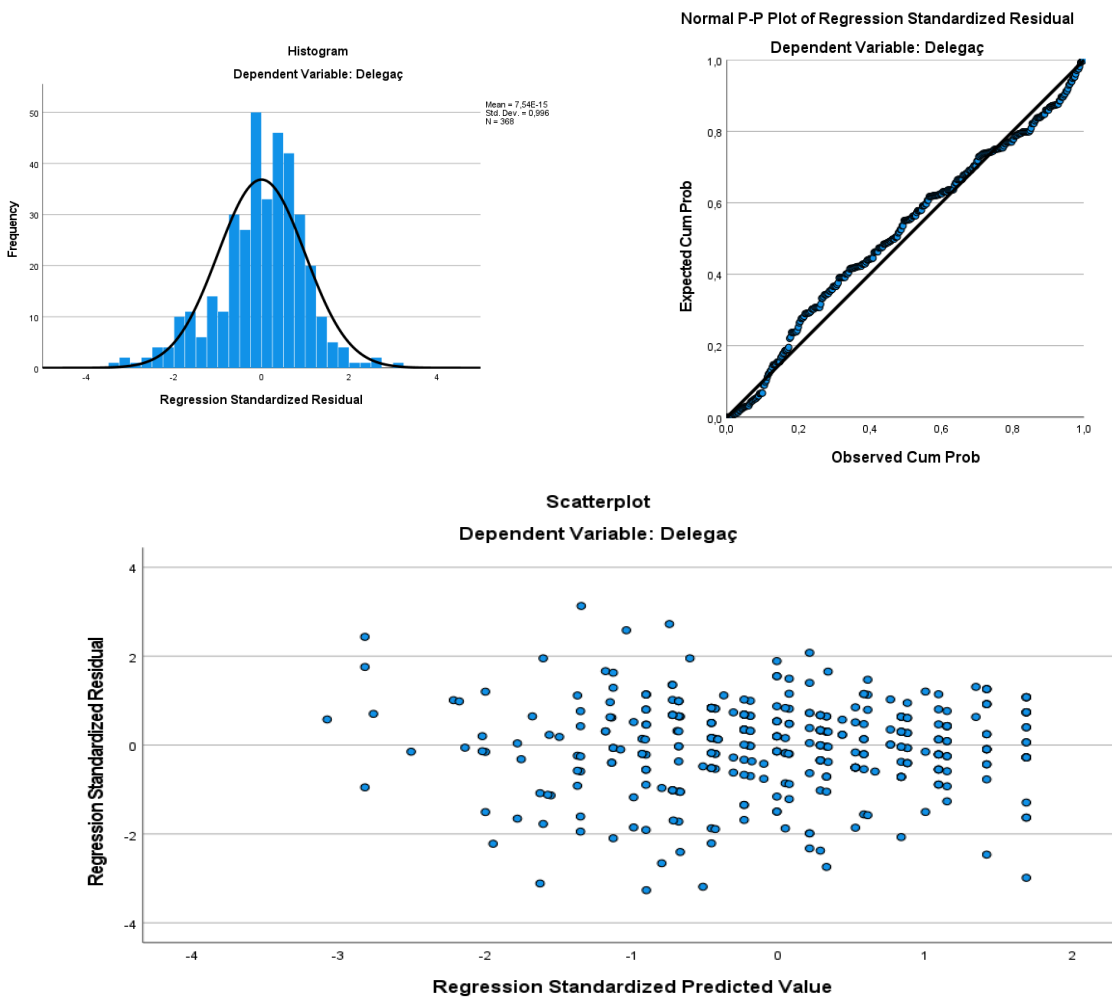 Histogram
Dependent Variable: Delegaç
Mean = 7,54E-15
Std. Dev. = 0,996
N = 368
50
40
30
20
10
0
Frequency
-4
-2
0
2
4
Regression Standardized Residual
Normal P-P Plot of Regression Standardized Residual
Dependent Variable: Delegaç
1,0
0,8
0,6
0,4
0,2
0,0
Expected Cum Prob
0,0
0,2
0,4
0,6
0,8
1,0
Observed Cum Prob
Scatterplot
Dependent Variable: Delegaç
4
2
0
-2
-4
Regression Standardized Residual
-4
-3
-2
-1
0
1
2
Regression Standardized Predicted Value